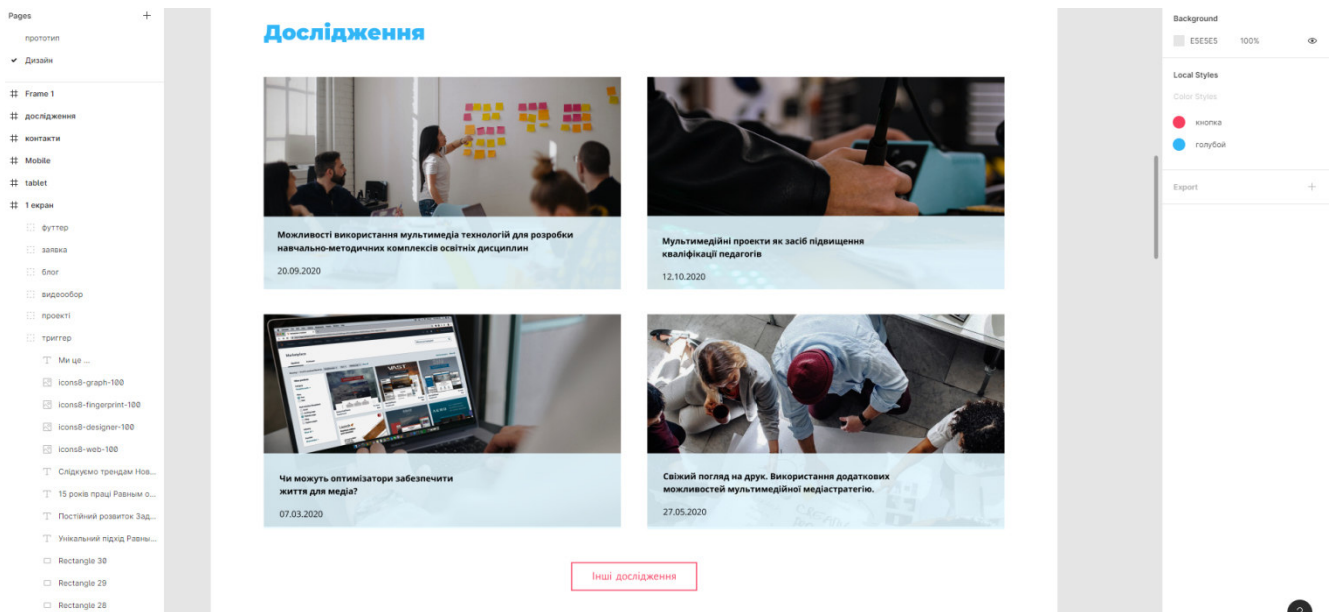 Pages
прототип
Дизайн
Frame 1
дослідження
контакти
Mobile
tablet
1 екран
футтер
заявка
блог
видеообор
проекті
триггер
Ми це ...
icons8-graph-100
icons8-fingerprint-100
icons8-designer-100
icons8-web-100
Слідкуємо трендам Нов...
15 років праці Равным о...
Постійний розвиток Зад...
Унікальний підхід Равны...
Rectangle 30
Rectangle 29
Rectangle 28
Дослідження
Можливості використання мультимедіа технологій для розробки
навчально-методичних комплексів освітніх дисциплин
20.09.2020
Мультимедійні проекти як засіб підвищення
кваліфікації педагогів
12.10.2020
Чи можуть оптимізатори забезпечити
життя для медіа?
07.03.2020
Свіжий погляд на друк. Використання додаткових
можливостей мультимедійної медіастратегію.
27.05.2020
Інші дослідження
Background
E5E5E5 100%
Local Styles
Color Styles
кнопка
голубой
Export